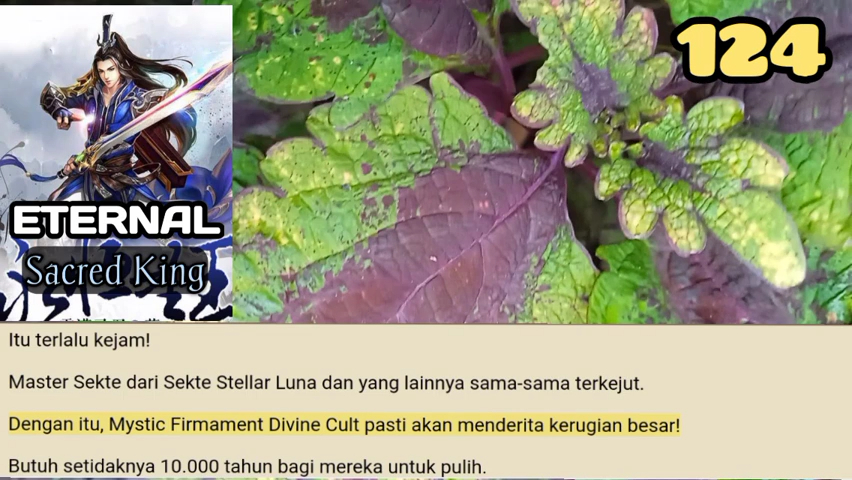 124
ETERNAL
Sacred King
Itu terlalu kejam!
Master Sekte dari Sekte Stellar Luna dan yang lainnya sama-sama terkejut.
Dengan itu, Mystic Firmament Divine Cult pasti akan menderita kerugian besar!
Butuh setidaknya 10.000 tahun bagi mereka untuk pulih.